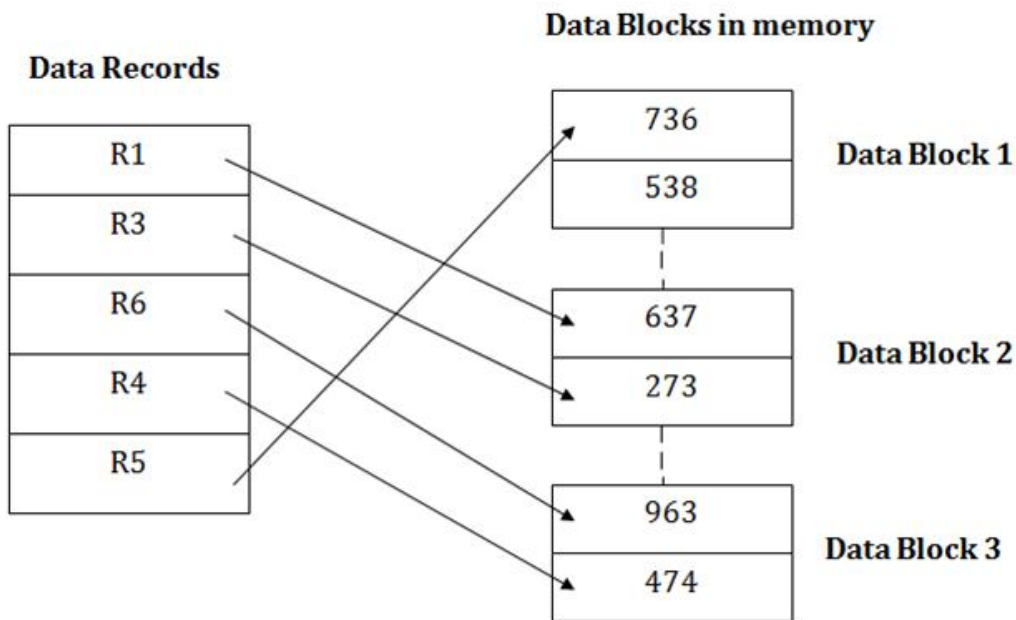 Data Blocks in memory
Data Records
R1
R3
R6
R4
R5
736
538
Data Block 1
637
273
Data Block 2
963
474
Data Block 3